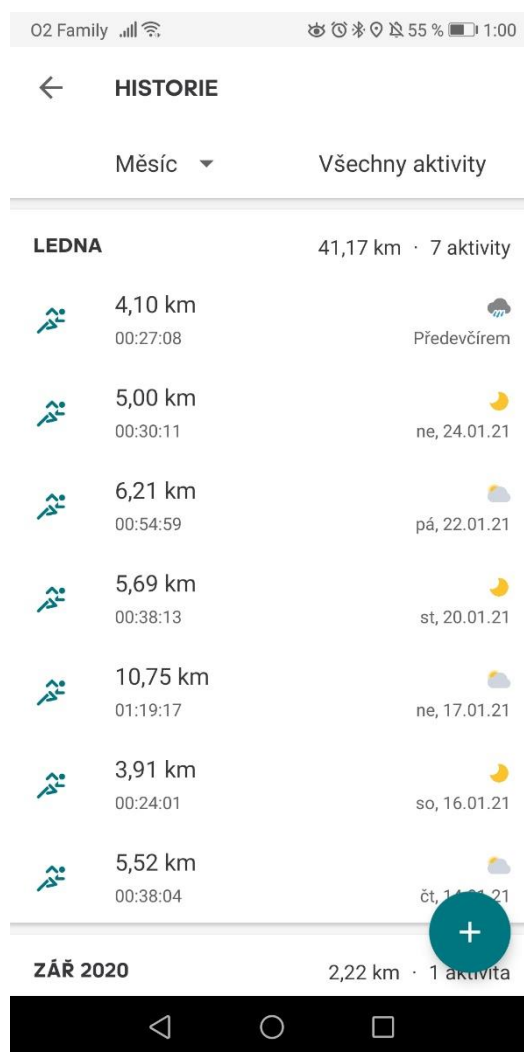 O2 Family 55 % 1:00
HISTORIE
Měsíc Všechny aktivity
LEDNA 41,17 km · 7 aktivity
4,10 km
00:27:08 Předevčírem
5,00 km
00:30:11 ne, 24.01.21
6,21 km
00:54:59 pá, 22.01.21
5,69 km
00:38:13 st, 20.01.21
10,75 km
01:19:17 ne, 17.01.21
3,91 km
00:24:01 so, 16.01.21
5,52 km
00:38:04 čt, 14.01.21
ZÁŘ 2020 2,22 km · 1 aktivita